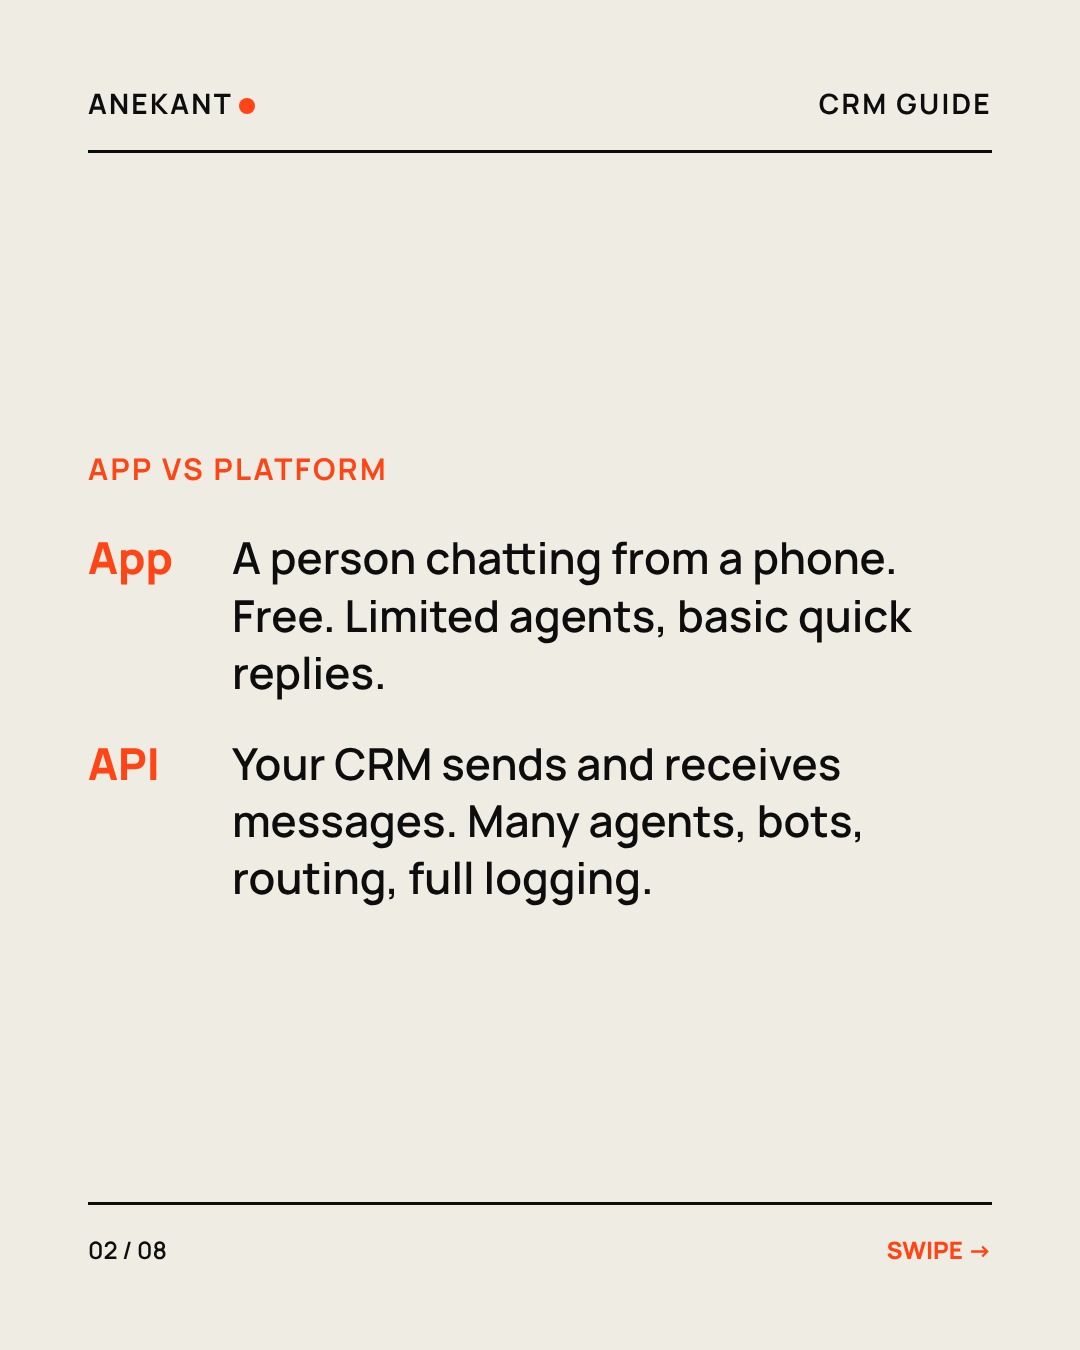 ANEKANT
CRM GUIDE
APP VS PLATFORM
App
A person chatting from a phone.
Free. Limited agents, basic quick
replies.
API
Your CRM sends and receives
messages. Many agents, bots,
routing, full logging.
02 / 08
SWIPE →